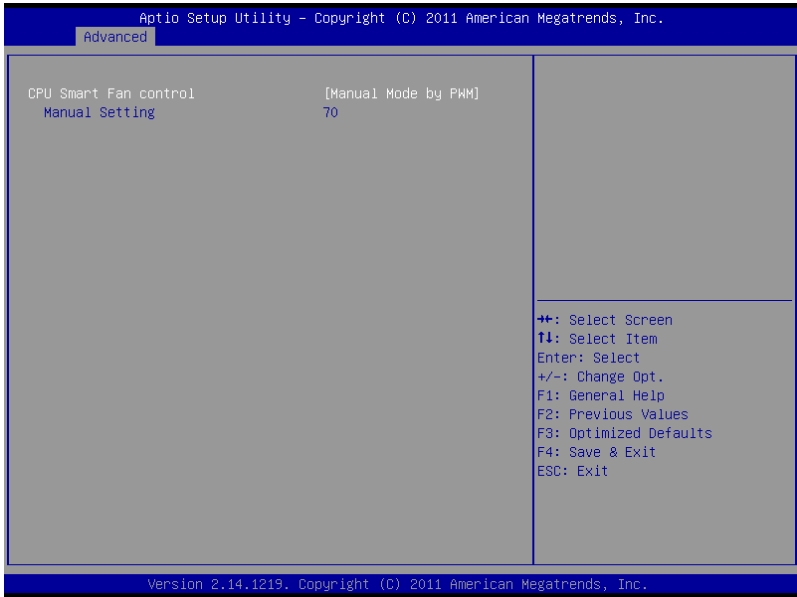 Aptio Setup Utility – Copyright (C) 2011 American Megatrends, Inc.
Advanced
CPU Smart Fan control [Manual Mode by PWM]
Manual Setting 70
→←: Select Screen
↑↓: Select Item
Enter: Select
+/-: Change Opt.
F1: General Help
F2: Previous Values
F3: Optimized Defaults
F4: Save & Exit
ESC: Exit
Version 2.14.1219. Copyright (C) 2011 American Megatrends, Inc.